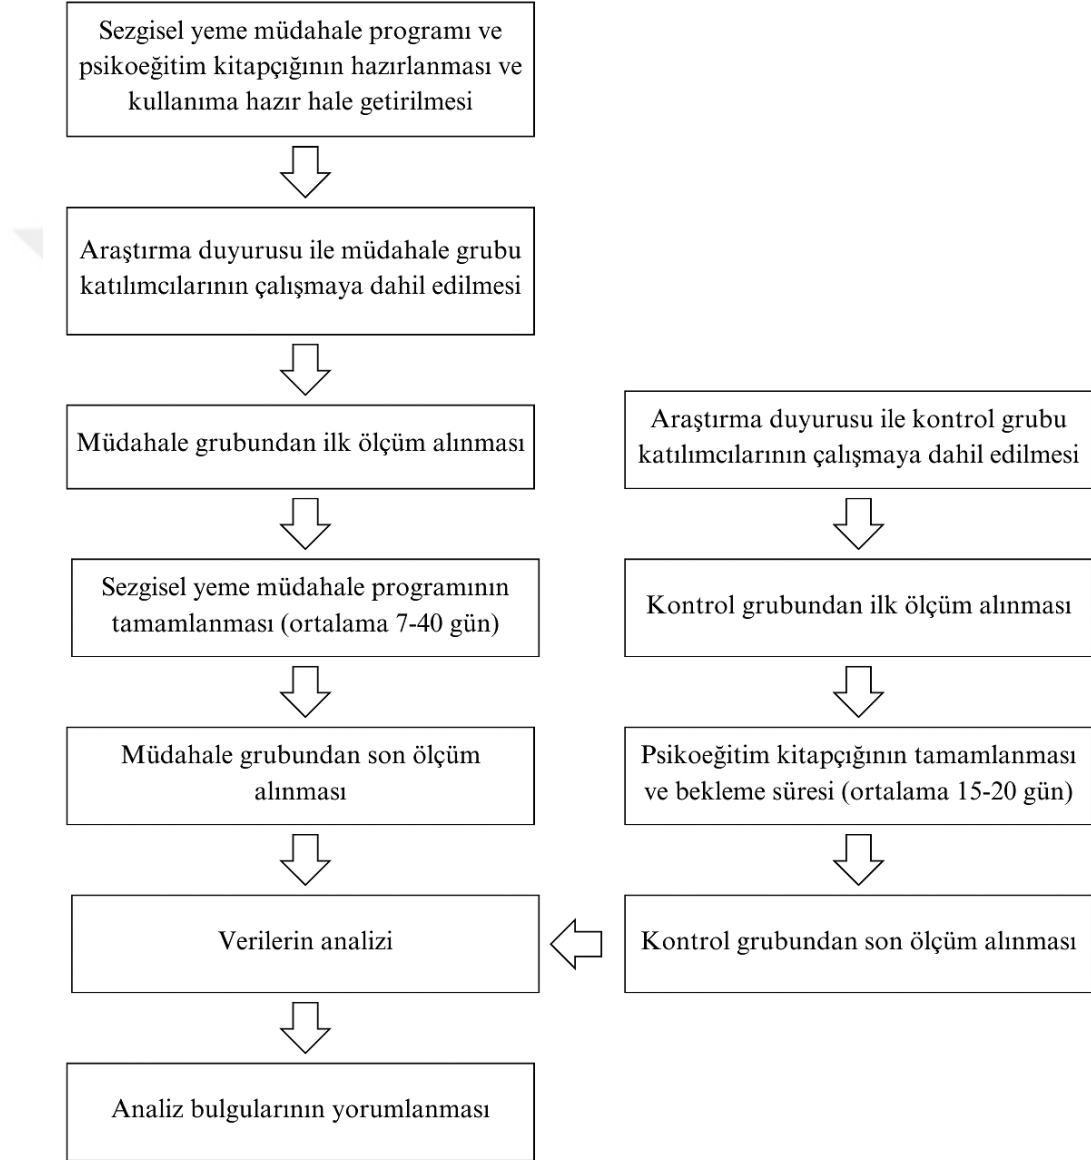 Sezgisel yeme müdahale programı ve
psikoeğitim kitapçığının hazırlanması ve
kullanıma hazır hale getirilmesi
Araştırma duyurusu ile müdahale grubu
katılımcılarının çalışmaya dahil edilmesi
Müdahale grubundan ilk ölçüm alınması
Sezgisel yeme müdahale programının
tamamlanması (ortalama 7-40 gün)
Müdahale grubundan son ölçüm
alınması
Araştırma duyurusu ile kontrol grubu
katılımcılarının çalışmaya dahil edilmesi
Kontrol grubundan ilk ölçüm alınması
Psikoeğitim kitapçığının tamamlanması
ve bekleme süresi (ortalama 15-20 gün)
Kontrol grubundan son ölçüm alınması
Verilerin analizi
Analiz bulgularının yorumlanması